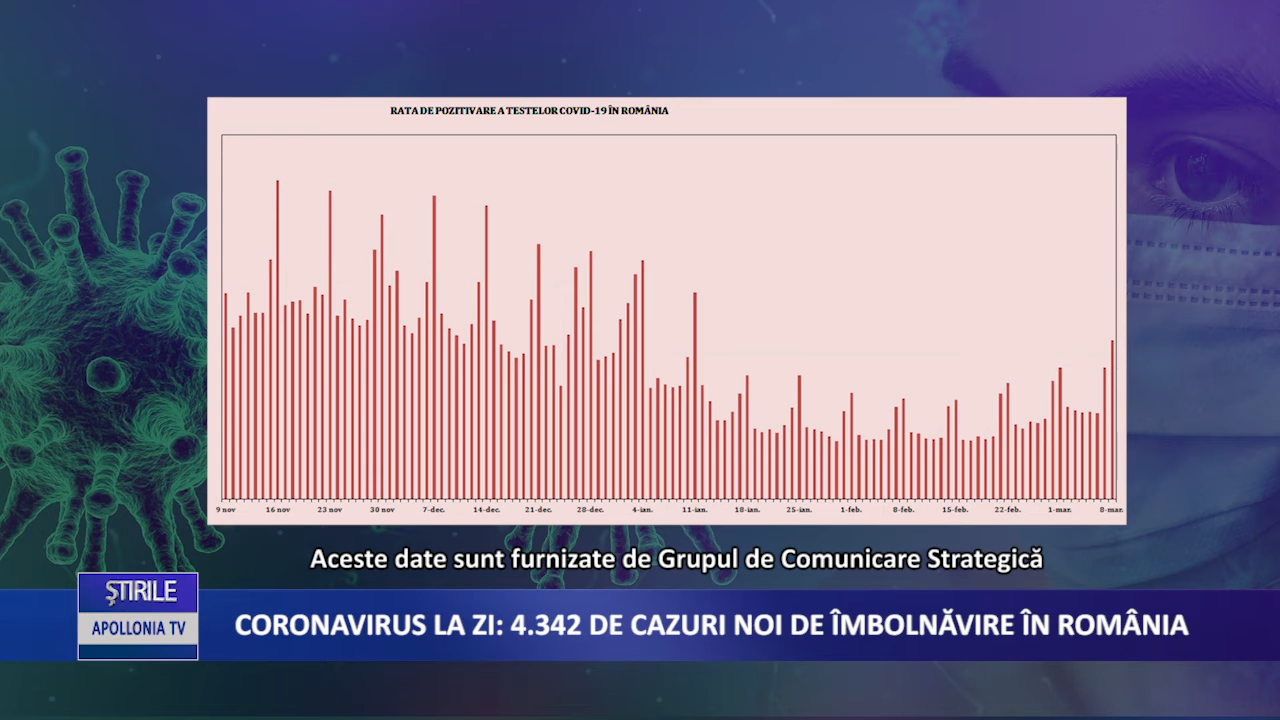 RATA DE POZITIVARE A TESTELOR COVID-19 ÎN ROMÂNIA
9 nov 16 nov 23 nov 30 nov 7-dec. 14-dec. 21-dec. 28-dec. 4-ian. 11-ian. 18-ian. 25-ian. 1-feb. 8-feb. 15-feb. 22-feb. 1-mar. 8-mar.
Aceste date sunt furnizate de Grupul de Comunicare Strategică
ȘTIRILE
APOLLONIA TV
CORONAVIRUS LA ZI: 4.342 DE CAZURI NOI DE ÎMBOLNĂVIRE ÎN ROMÂNIA